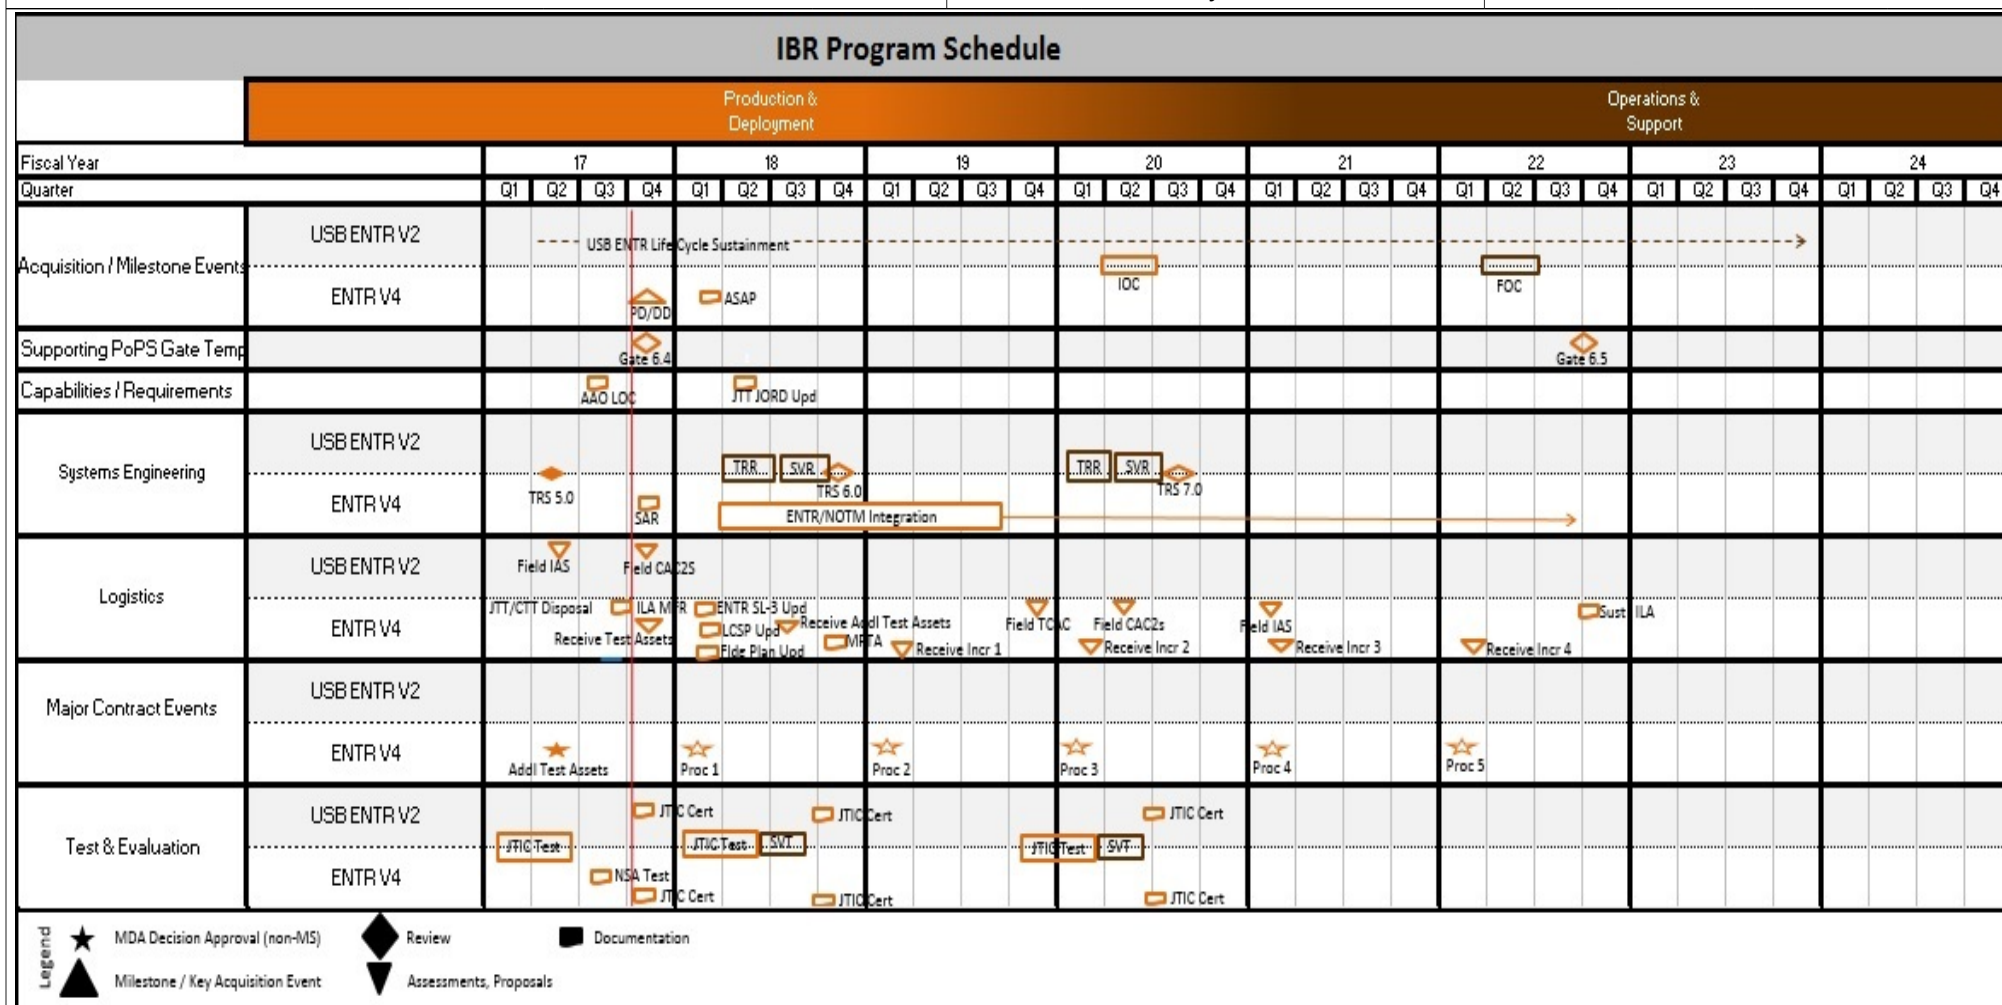 IBR Program Schedule
Production &
Deployment
Operations &
Support
Fiscal Year 17 18 19 20 21 22 23 24
Quarter Q1 Q2 Q3 Q4 Q1 Q2 Q3 Q4 Q1 Q2 Q3 Q4 Q1 Q2 Q3 Q4 Q1 Q2 Q3 Q4 Q1 Q2 Q3 Q4 Q1 Q2 Q3 Q4 Q1 Q2 Q3 Q4
Acquisition / Milestone Events
USB ENTR V2
USB ENTR Life Cycle Sustainment
IOC
FOC
ENTR V4
PD/DD
ASAP
Supporting PoPS Gate Temp
Gate 6.4
Gate 6.5
Capabilities / Requirements
AAO LOC
JTT JORD Upd
Systems Engineering
USB ENTR V2
TRR
SVR
TRR
SVR
TRS 5.0
TRS 6.0
TRS 7.0
ENTR V4
SAR
ENTR/NOTM Integration
Logistics
USB ENTR V2
Field IAS
Field CAC2S
ENTR V4
JTT/CTT Disposal
ILA MFR
ENTR SL-3 Upd
Sust ILA
Receive Test Assets
LCSP Upd
Receive Addl Test Assets
Field TCAC
Field CAC2s
Field IAS
Fldg Plan Upd
MRTA
Receive Incr 1
Receive Incr 2
Receive Incr 3
Receive Incr 4
Major Contract Events
USB ENTR V2
ENTR V4
Addl Test Assets
Proc 1
Proc 2
Proc 3
Proc 4
Proc 5
Test & Evaluation
USB ENTR V2
JTIC Cert
JTIC Cert
JTIC Cert
JTIC Test
JTIC Test
SVT
JTIC Test
SVT
ENTR V4
NSA Test
JTIC Cert
JTIC Cert
JTIC Cert
Legend
MDA Decision Approval (non-MS)
Review
Documentation
Milestone / Key Acquisition Event
Assessments, Proposals